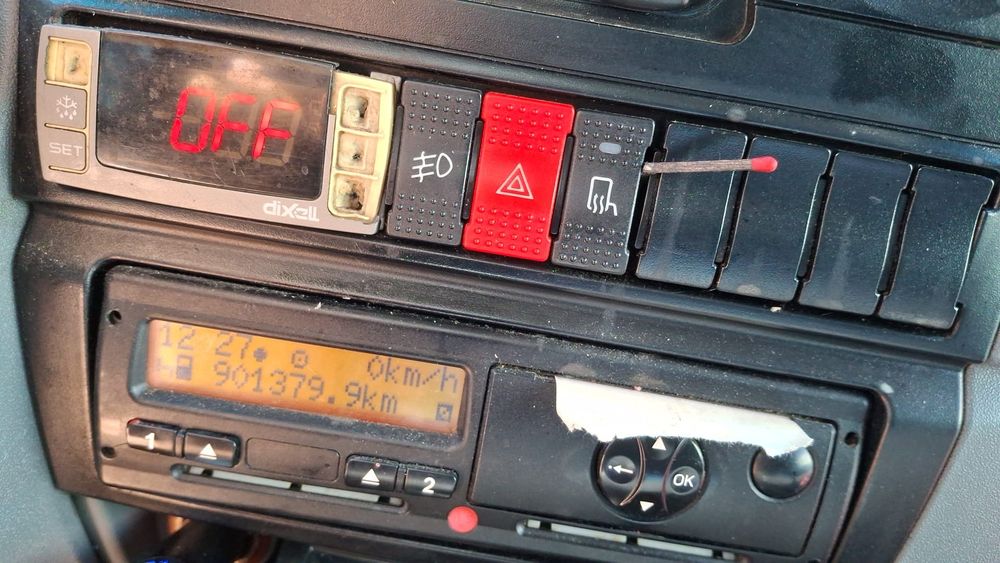 OFF
SET
dixell
12 27 0km/h
901379.9km
1
2
OK